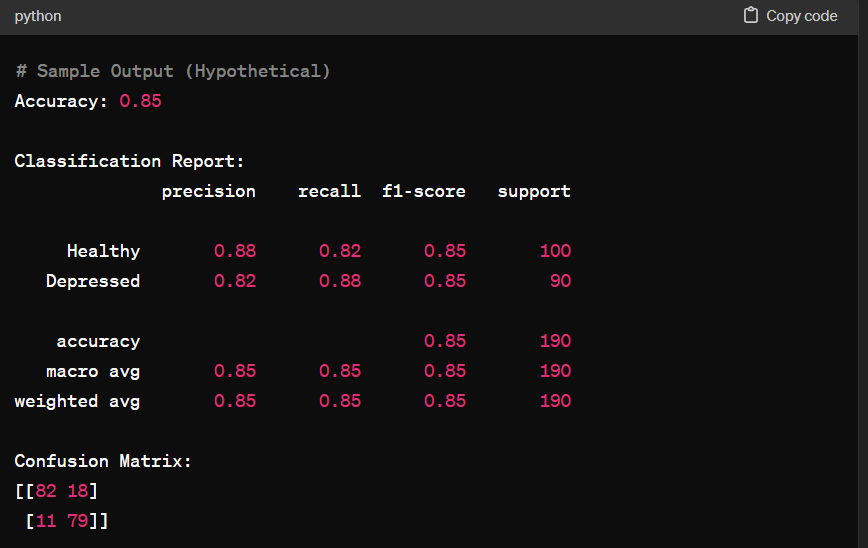 python Copy code
# Sample Output (Hypothetical)
Accuracy: 0.85
Classification Report:
precision recall f1-score support
Healthy 0.88 0.82 0.85 100
Depressed 0.82 0.88 0.85 90
accuracy 0.85 190
macro avg 0.85 0.85 0.85 190
weighted avg 0.85 0.85 0.85 190
Confusion Matrix:
[[82 18]
[11 79]]